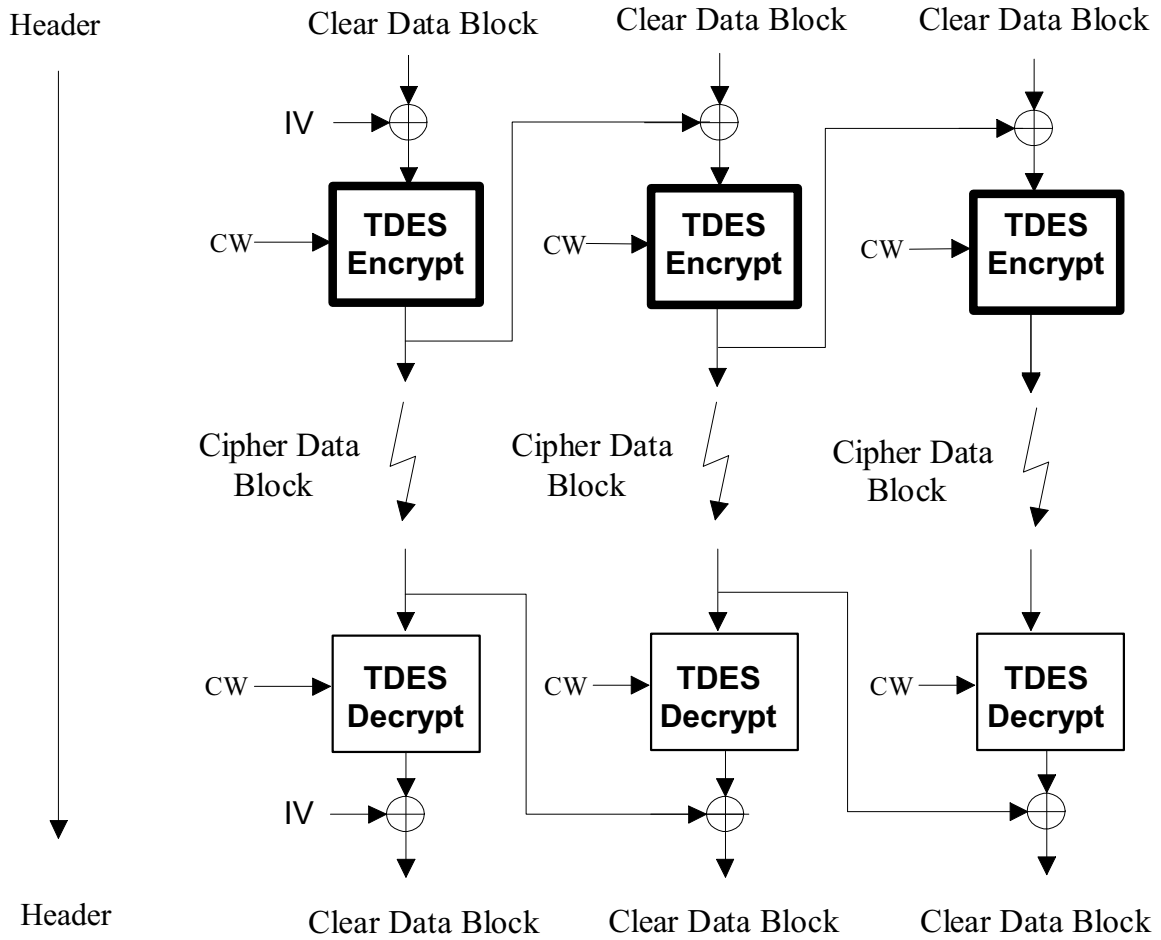 Header
Clear Data Block
Clear Data Block
Clear Data Block
IV
CW
TDES
Encrypt
CW
TDES
Encrypt
CW
TDES
Encrypt
Cipher Data
Block
Cipher Data
Block
Cipher Data
Block
CW
TDES
Decrypt
CW
TDES
Decrypt
CW
TDES
Decrypt
IV
Header
Clear Data Block
Clear Data Block
Clear Data Block